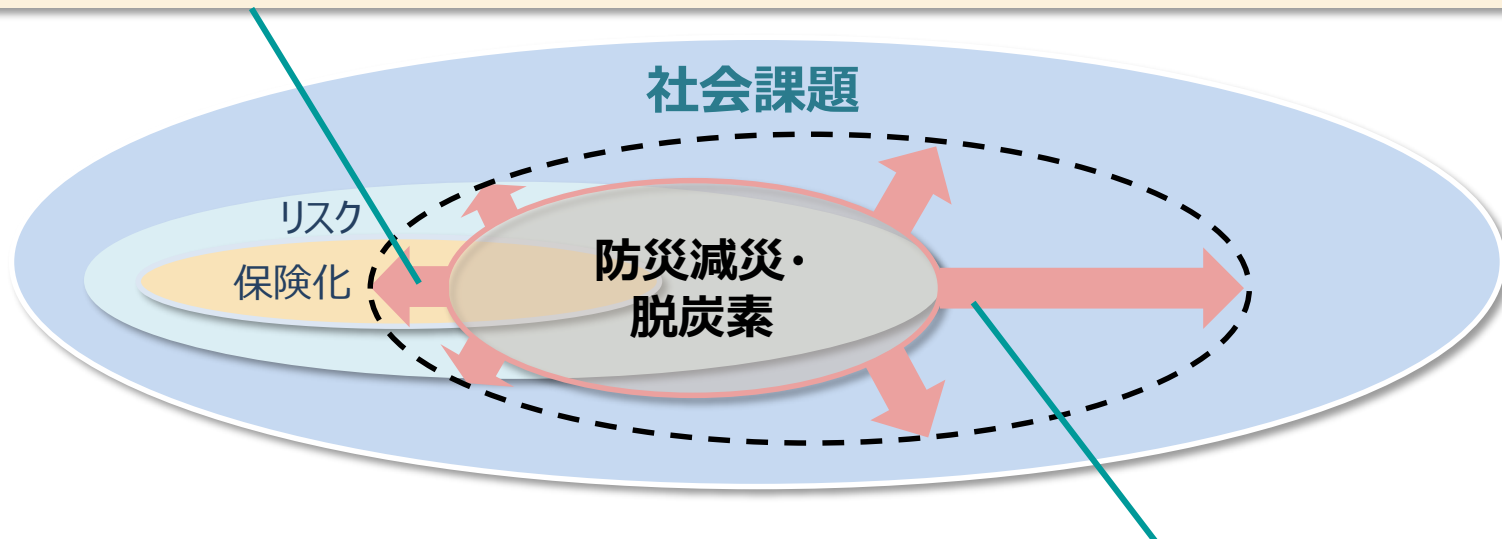 社会課題
リスク
保険化
防災減災・
脱炭素